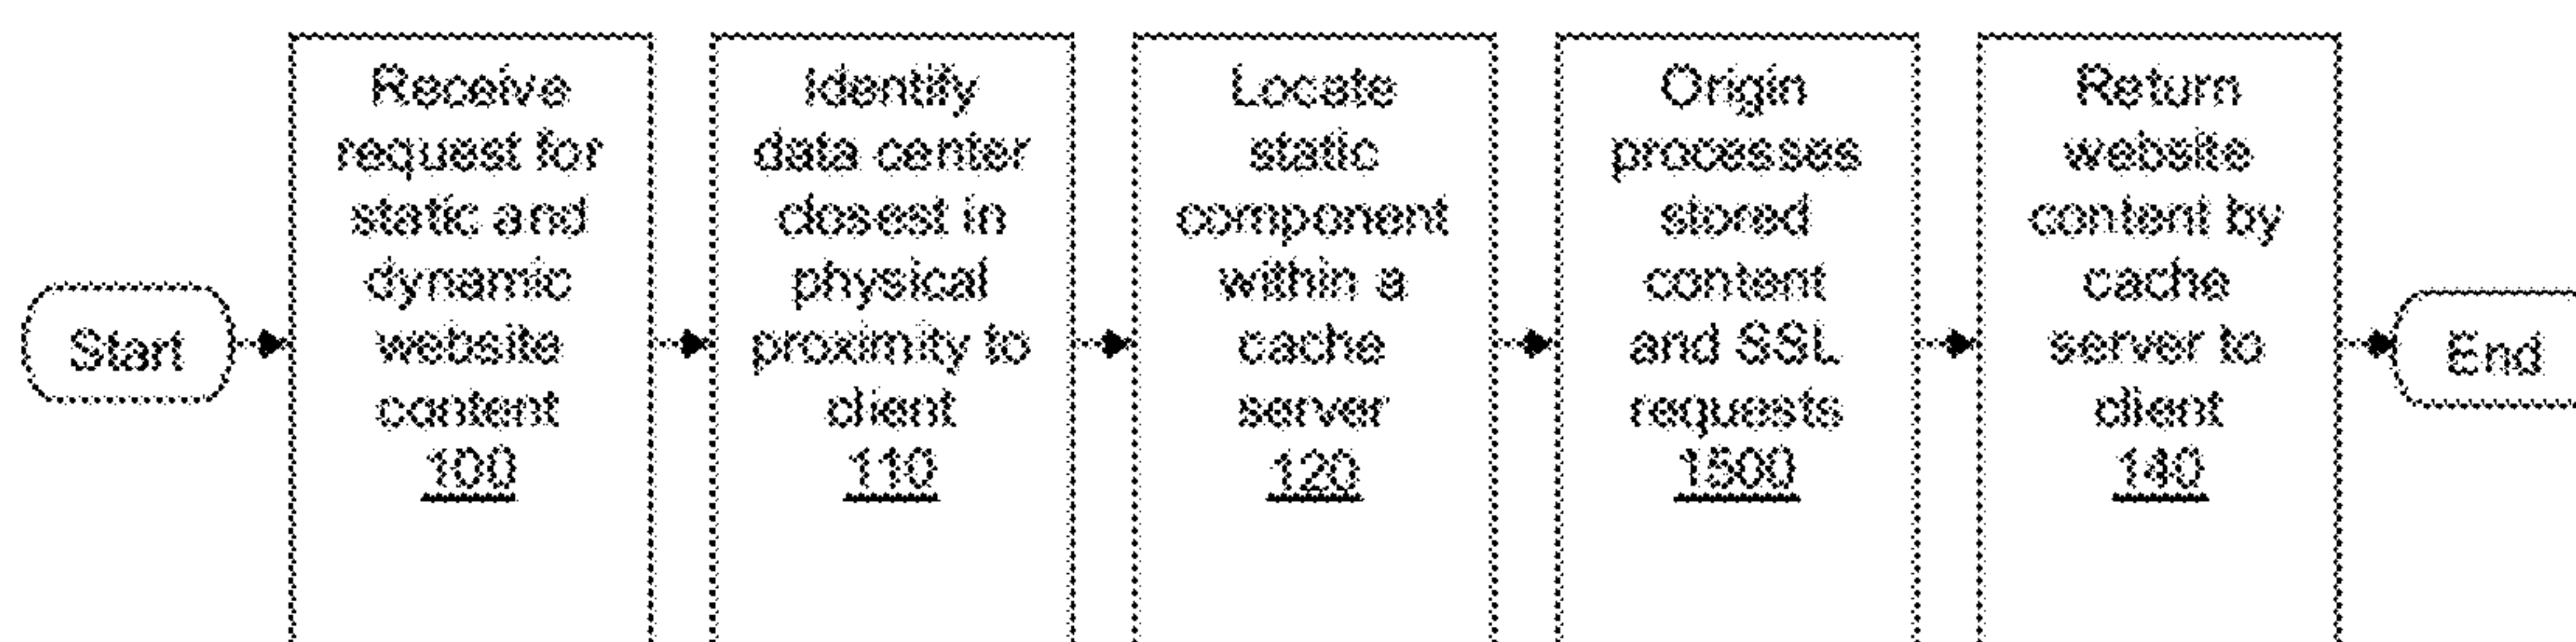 Start
Receive
request for
static and
dynamic
website
content
100
Identify
data center
closest in
physical
proximity to
client
110
Locate
static
component
within a
cache
server
120
Origin
processes
stored
content
and SSL
requests
1500
Return
website
content by
cache
server to
client
140
End